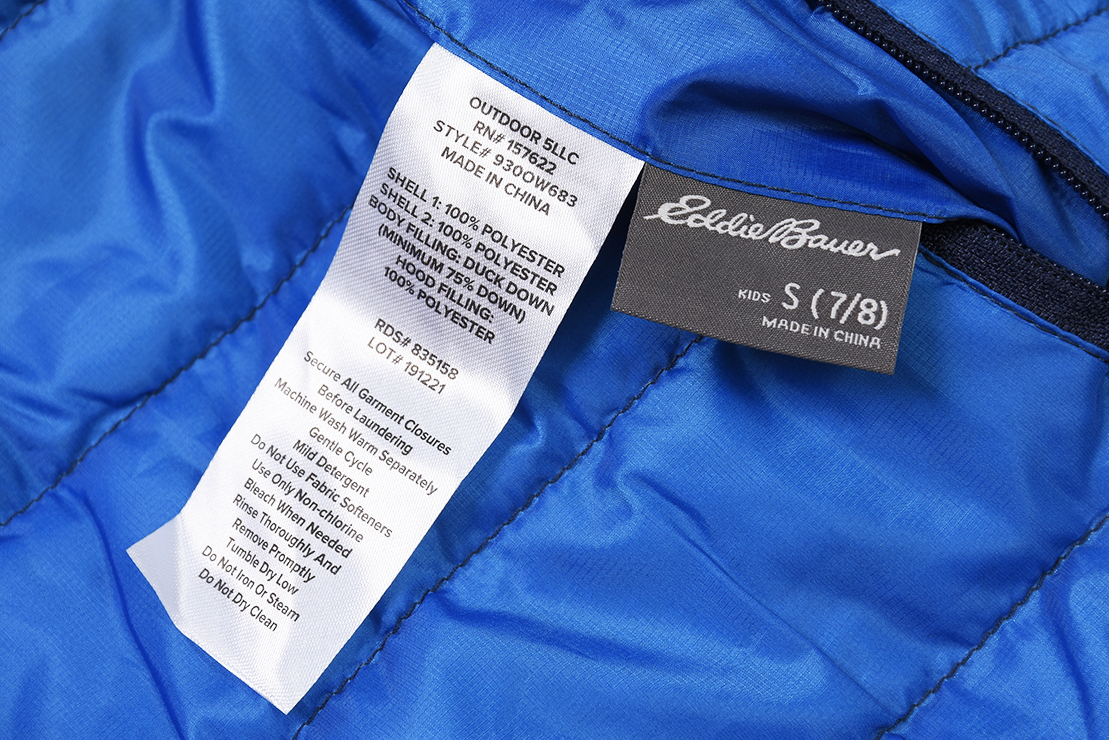 OUTDOOR 5LLC
RN# 157622
STYLE# 930OW683
MADE IN CHINA
SHELL 1: 100% POLYESTER
SHELL 2: 100% POLYESTER
BODY FILLING: DUCK DOWN
(MINIMUM 75% DOWN)
HOOD FILLING:
100% POLYESTER
RDS# 835158
LOT# 191221
Secure All Garment Closures
Before Laundering
Machine Wash Warm Separately
Gentle Cycle
Mild Detergent
Do Not Use Fabric Softeners
Use Only Non-chlorine
Bleach When Needed
Rinse Thoroughly And
Remove Promptly
Tumble Dry Low
Do Not Iron Or Steam
Do Not Dry Clean
Eddie Bauer
KIDS S (7/8)
MADE IN CHINA